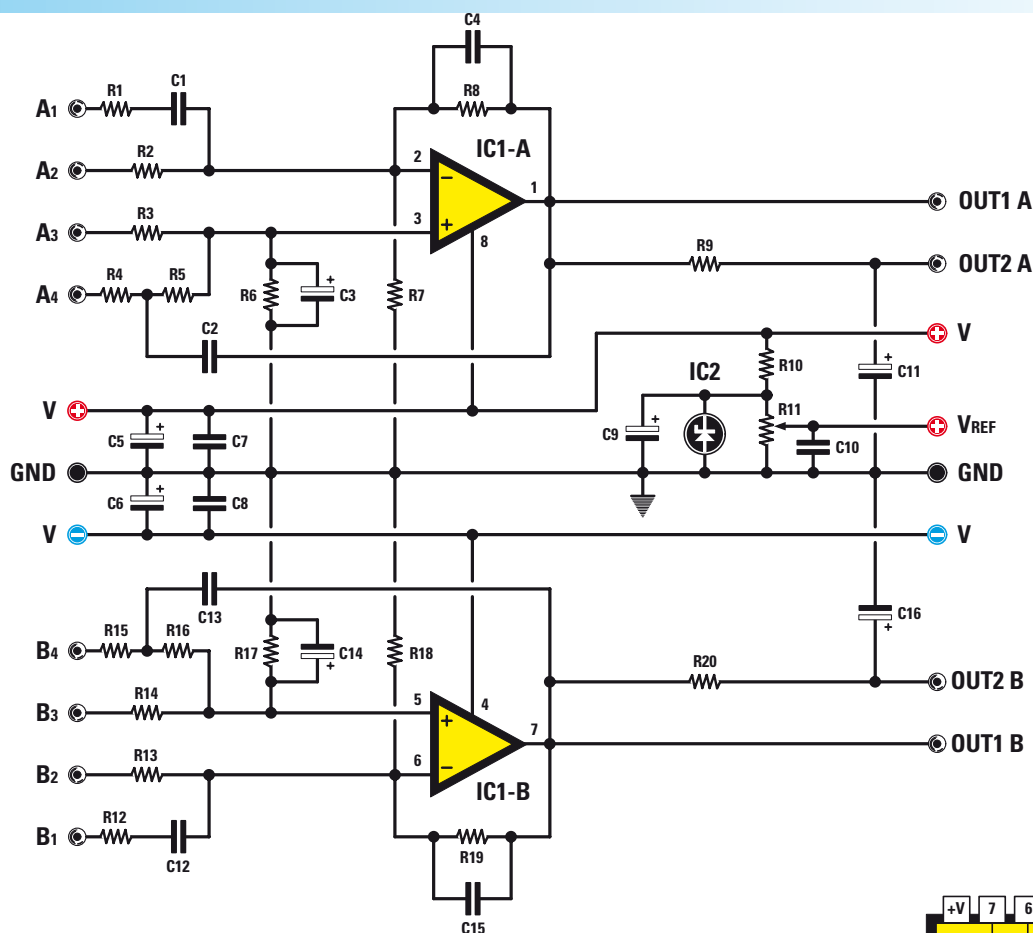 C4
R1 C1 R8
A1
IC1-A
R2 2
A2
1 OUT1 A
R3 3
A3
8 R9
OUT2 A
R4 R5 R6 C3 R7
A4
C2
V
R10 C11
IC2
R11
V
C5 C7 C9 C10 VREF
GND GND
C6 C8
V V
C13 C16
R15 R16 R17 C14 R18
B4
R20
OUT2 B
R14 5 4
B3
7 OUT1 B
R13 6
B2
IC1-B
R12
B1
C12 R19
C15
+V 7 6
+
-